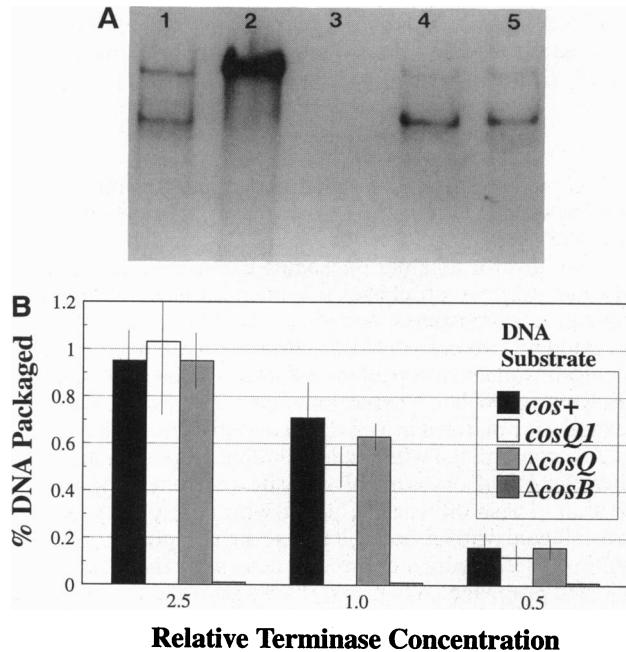 A
1 2 3 4 5
B
1.2
1
0.8
0.6
0.4
0.2
0
% DNA Packaged
DNA
Substrate
cos+
cosQ1
ΔcosQ
ΔcosB
2.5 1.0 0.5
Relative Terminase Concentration